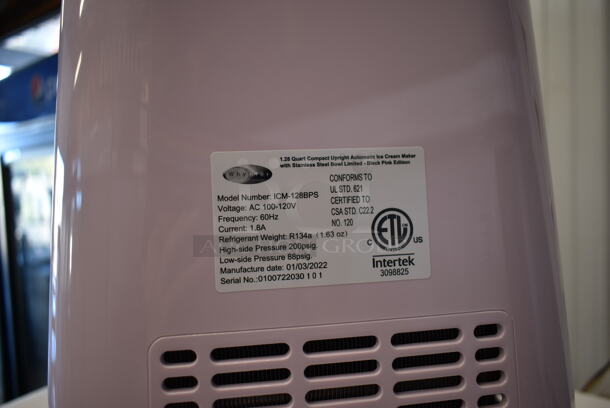 Whynter
1.28 Quart Compact Upright Automatic Ice Cream Maker
with Stainless Steel Bowl Limited - Black Pink Edition
Model Number: ICM-128BPS
Voltage: AC 100-120V
Frequency: 60Hz
Current: 1.8A
Refrigerant Weight: R134a (1.63 oz)
High-side Pressure 200psig.
Low-side Pressure 88psig.
Manufacture date: 01/03/2022
Serial No.:0100722030 1 0 1
CONFORMS TO
UL STD. 621
CERTIFIED TO
CSA STD. C22.2
NO. 120
C ETL US
Intertek
3098825